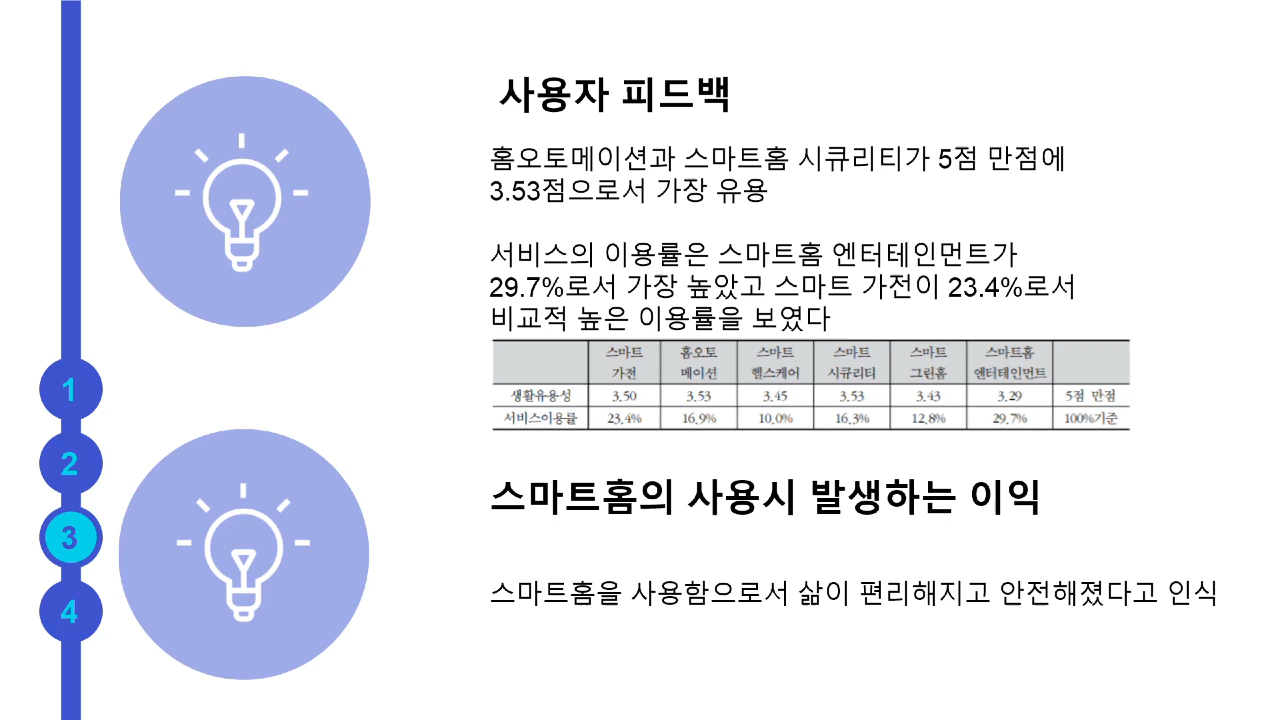 사용자 피드백
홈오토메이션과 스마트홈 시큐리티가 5점 만점에
3.53점으로서 가장 유용
서비스의 이용률은 스마트홈 엔터테인먼트가
29.7%로서 가장 높았고 스마트 가전이 23.4%로서
비교적 높은 이용률을 보였다
스마트 홈오토 스마트 스마트 스마트 스마트홈
가전 메이션 헬스케어 시큐리티 그린홈 엔터테인먼트
생활유용성 3.50 3.53 3.45 3.53 3.43 3.29 5점 만점
서비스이용률 23.4% 16.9% 10.0% 16.3% 12.8% 29.7% 100%기준
1
2
3
4
스마트홈의 사용시 발생하는 이익
스마트홈을 사용함으로서 삶이 편리해지고 안전해졌다고 인식